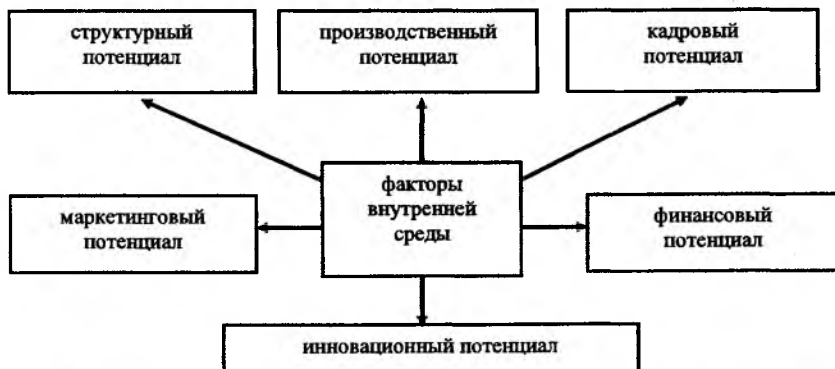 структурный
потенциал
производственный
потенциал
кадровый
потенциал
факторы
внутренней
среды
маркетинговый
потенциал
финансовый
потенциал
инновационный потенциал